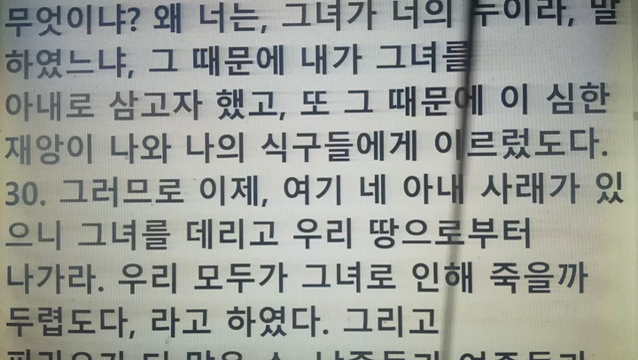 무엇이냐? 왜 너는, 그녀가 너의 누이라, 말
하였느냐, 그 때문에 내가 그녀를
아내로 삼고자 했고, 또 그 때문에 이 심한
재앙이 나와 나의 식구들에게 이르렀도다.
30. 그러므로 이제, 여기 네 아내 사래가 있
으니 그녀를 데리고 우리 땅으로부터
나가라. 우리 모두가 그녀로 인해 죽을까
두렵도다, 라고 하였다. 그리고